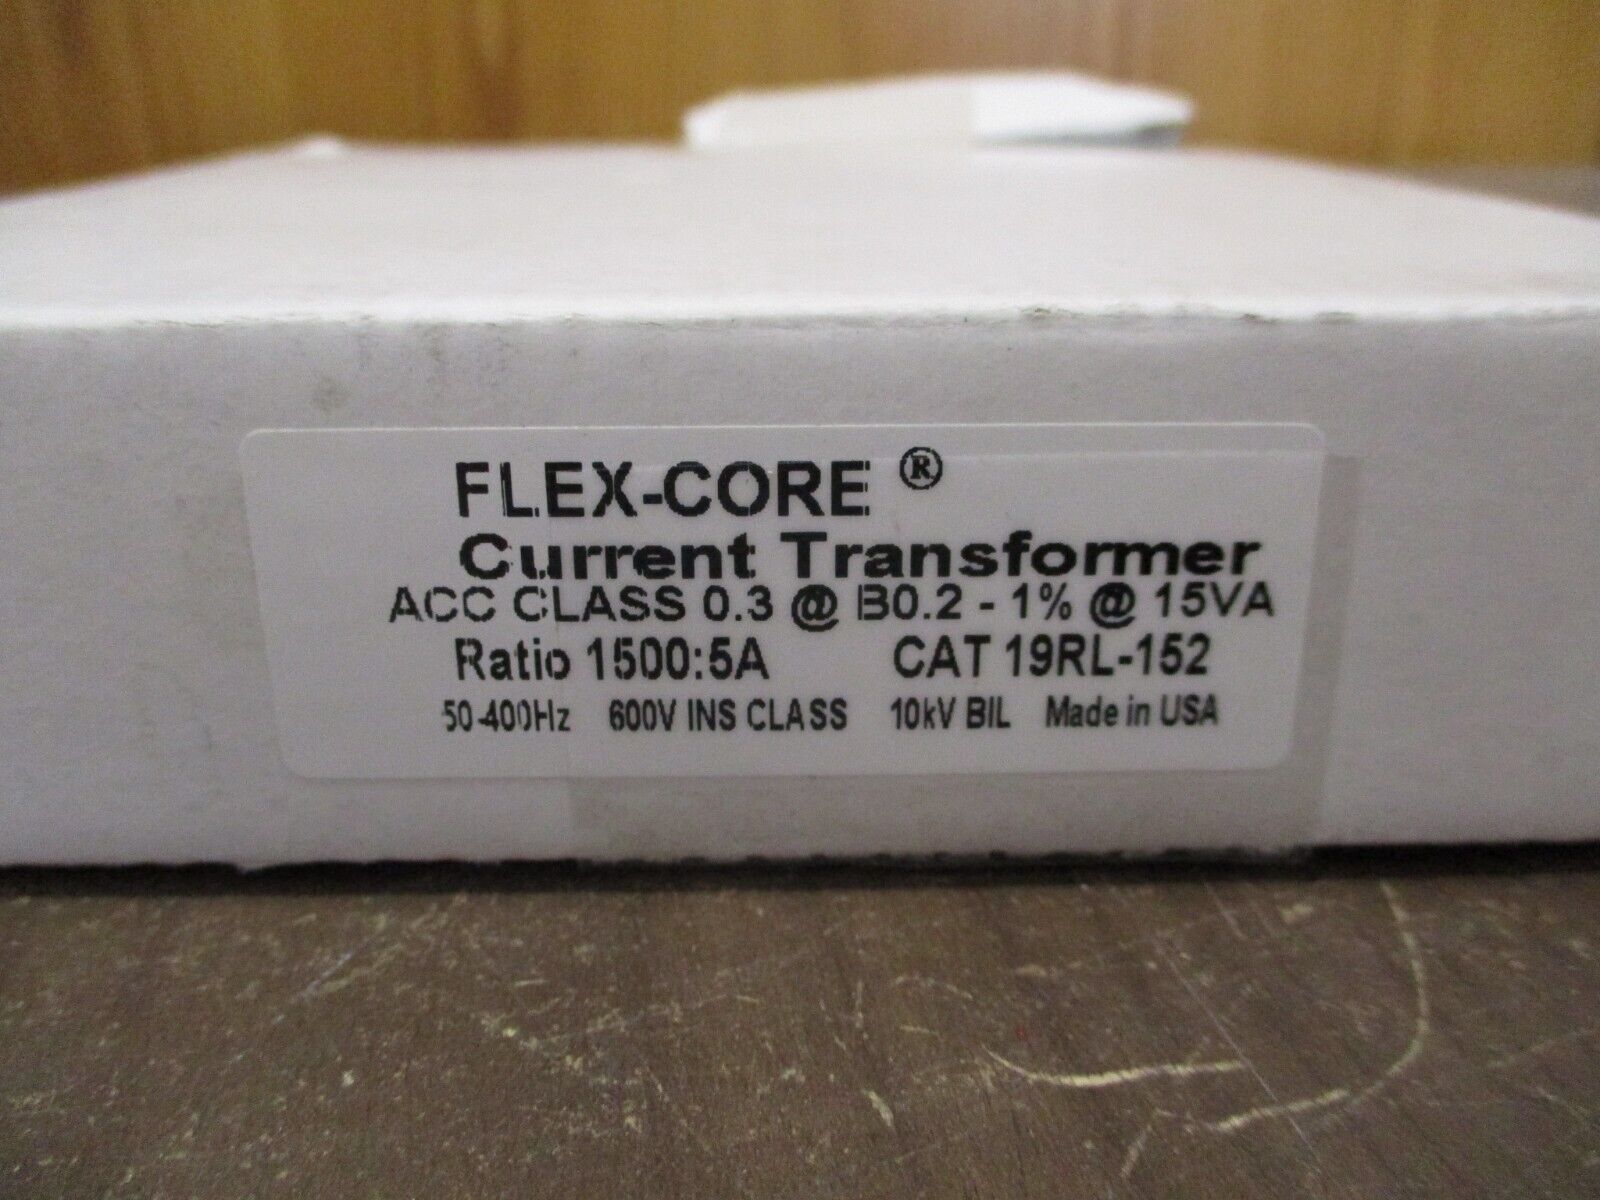 FLEX-CORE ®
Current Transformer
ACC CLASS 0.3 @ B0.2 - 1% @ 15VA
Ratio 1500:5A CAT 19RL-152
50-400Hz 600V INS CLASS 10kV BIL Made in USA